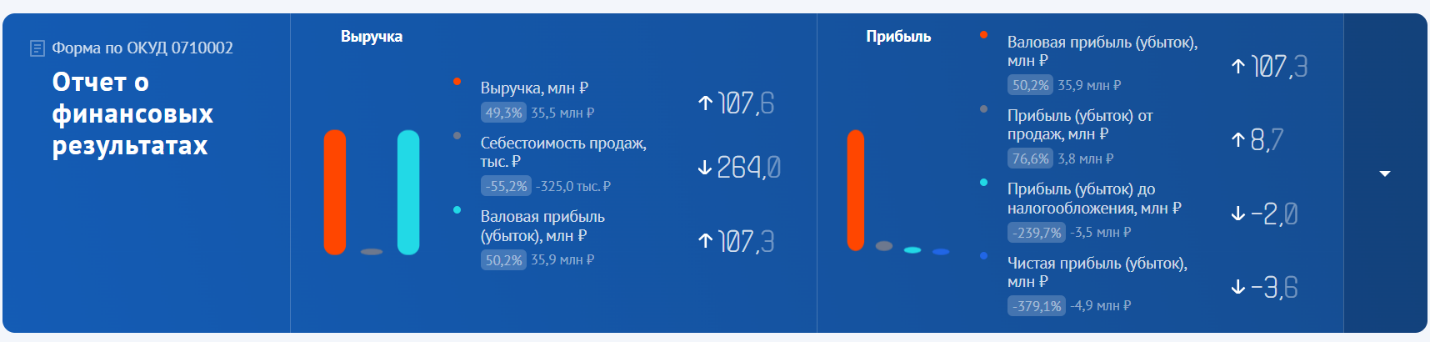 Форма по ОКУД 0710002
Отчет о
финансовых
результатах
Выручка
Выручка, млн ₽
49,3% 35,5 млн ₽
107,6
Себестоимость продаж,
тыс. ₽
-55,2% -325,0 тыс. ₽
264,0
Валовая прибыль
(убыток), млн ₽
50,2% 35,9 млн ₽
107,3
Прибыль
Валовая прибыль (убыток),
млн ₽
50,2% 35,9 млн ₽
107,3
Прибыль (убыток) от
продаж, млн ₽
76,6% 3,8 млн ₽
8,7
Прибыль (убыток) до
налогообложения, млн ₽
-239,7% -3,5 млн ₽
-2,0
Чистая прибыль (убыток),
млн ₽
-379,1% -4,9 млн ₽
-3,6